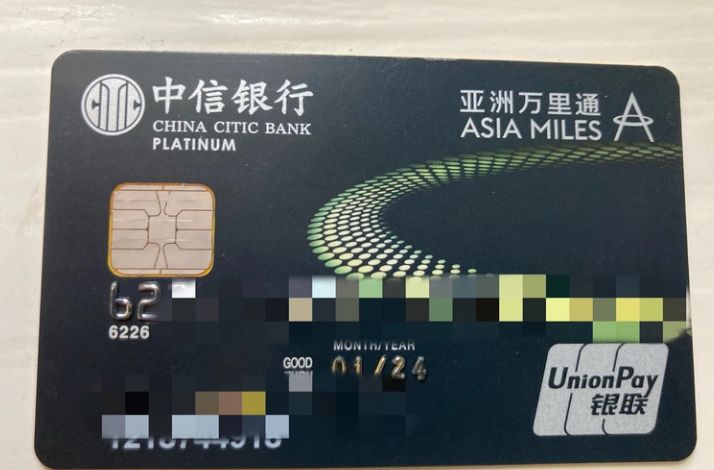 中信银行
CHINA CITIC BANK
PLATINUM
亚洲万里通
ASIA MILES
62
6226
MONTH/YEAR
GOOD
THRU
01/24
UnionPay
银联